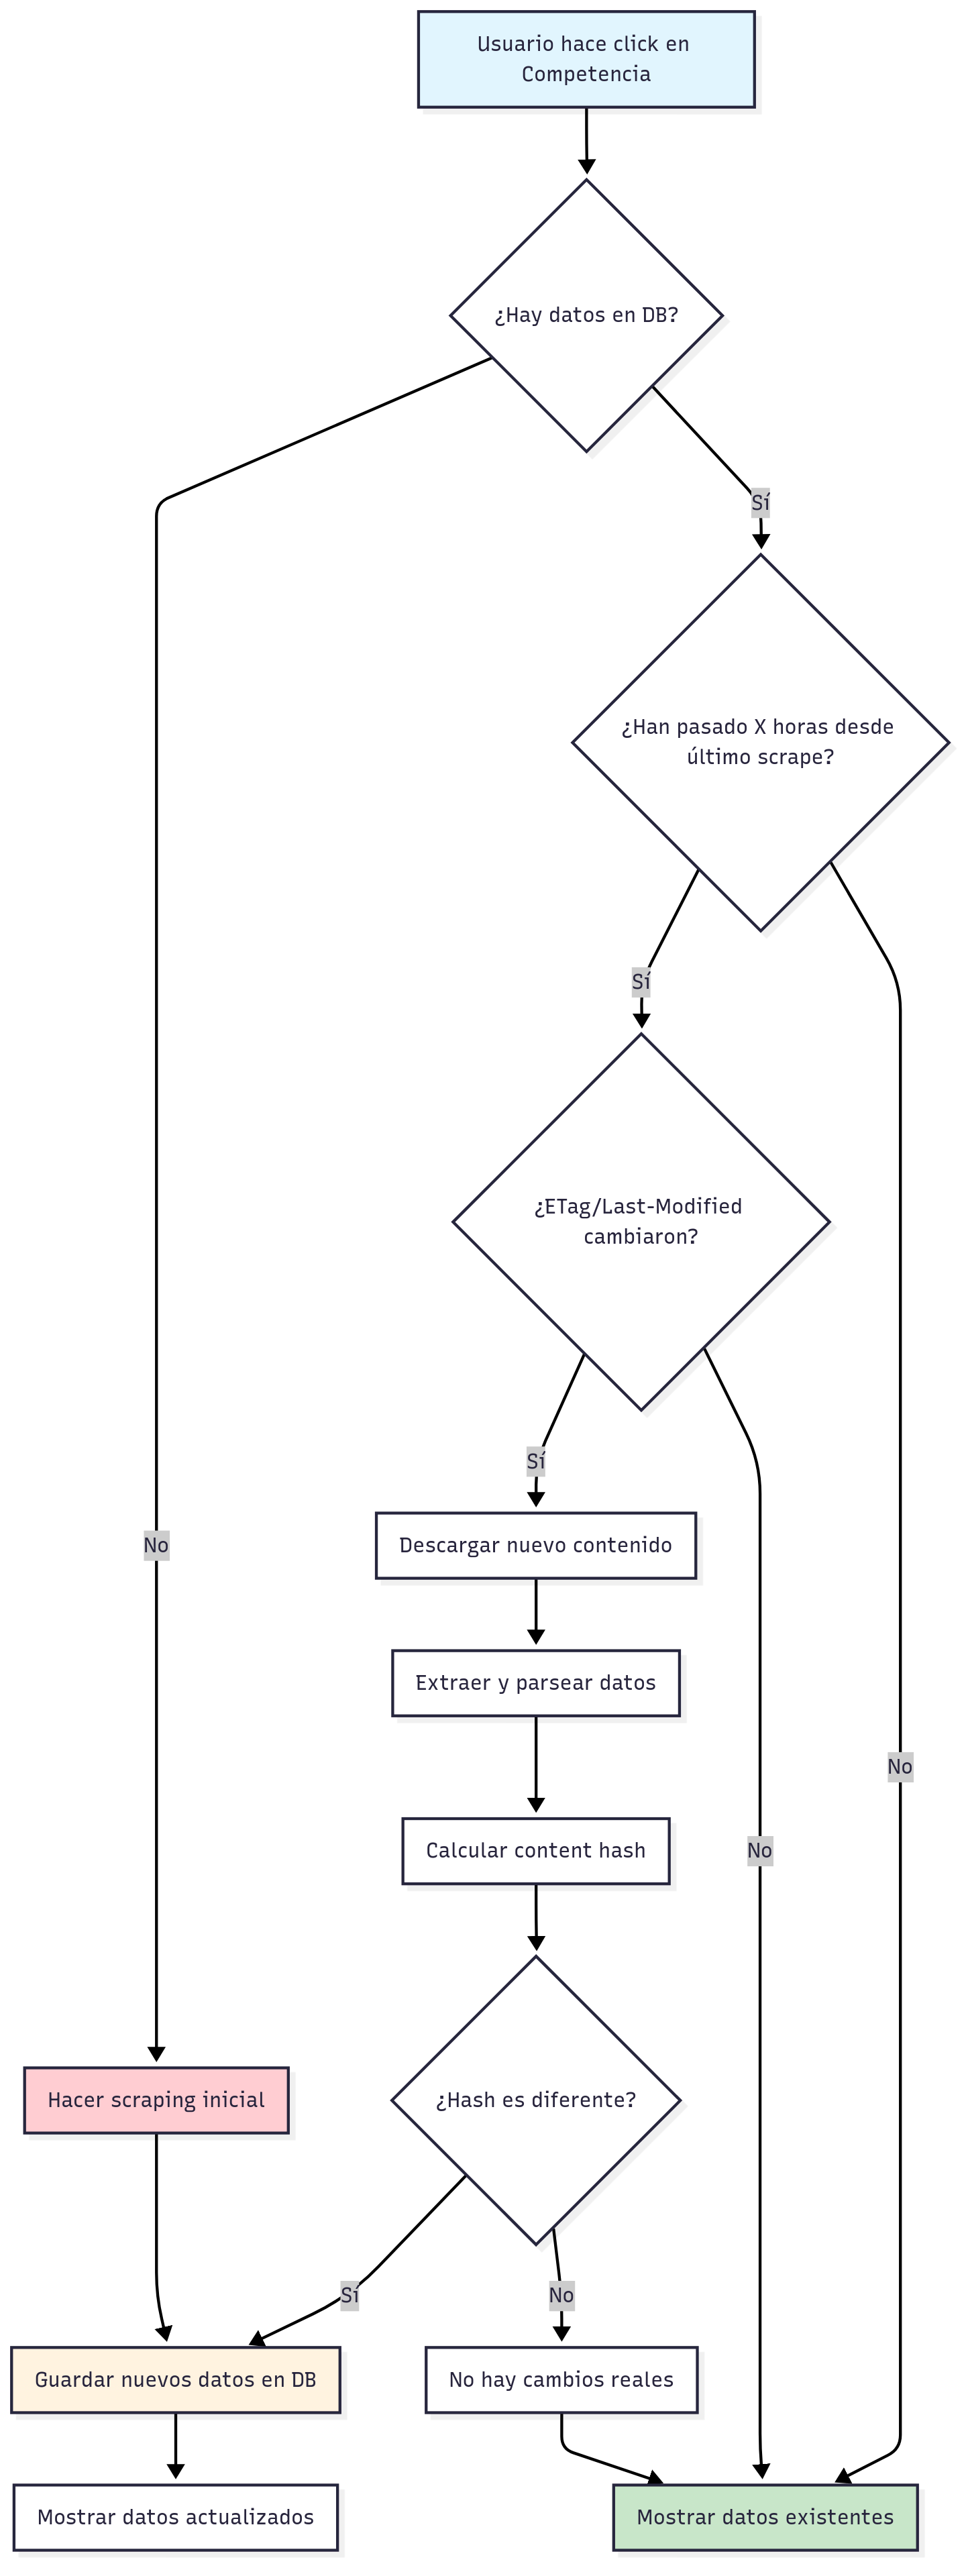 Usuario hace click en
Competencia
¿Hay datos en DB?
Sí
¿Han pasado X horas desde
último scrape?
Sí
¿ETag/Last-Modified
cambiaron?
Sí
Descargar nuevo contenido
No
Extraer y parsear datos
No
Calcular content hash
No
Hacer scraping inicial
¿Hash es diferente?
Sí
No
Guardar nuevos datos en DB
No hay cambios reales
Mostrar datos actualizados
Mostrar datos existentes